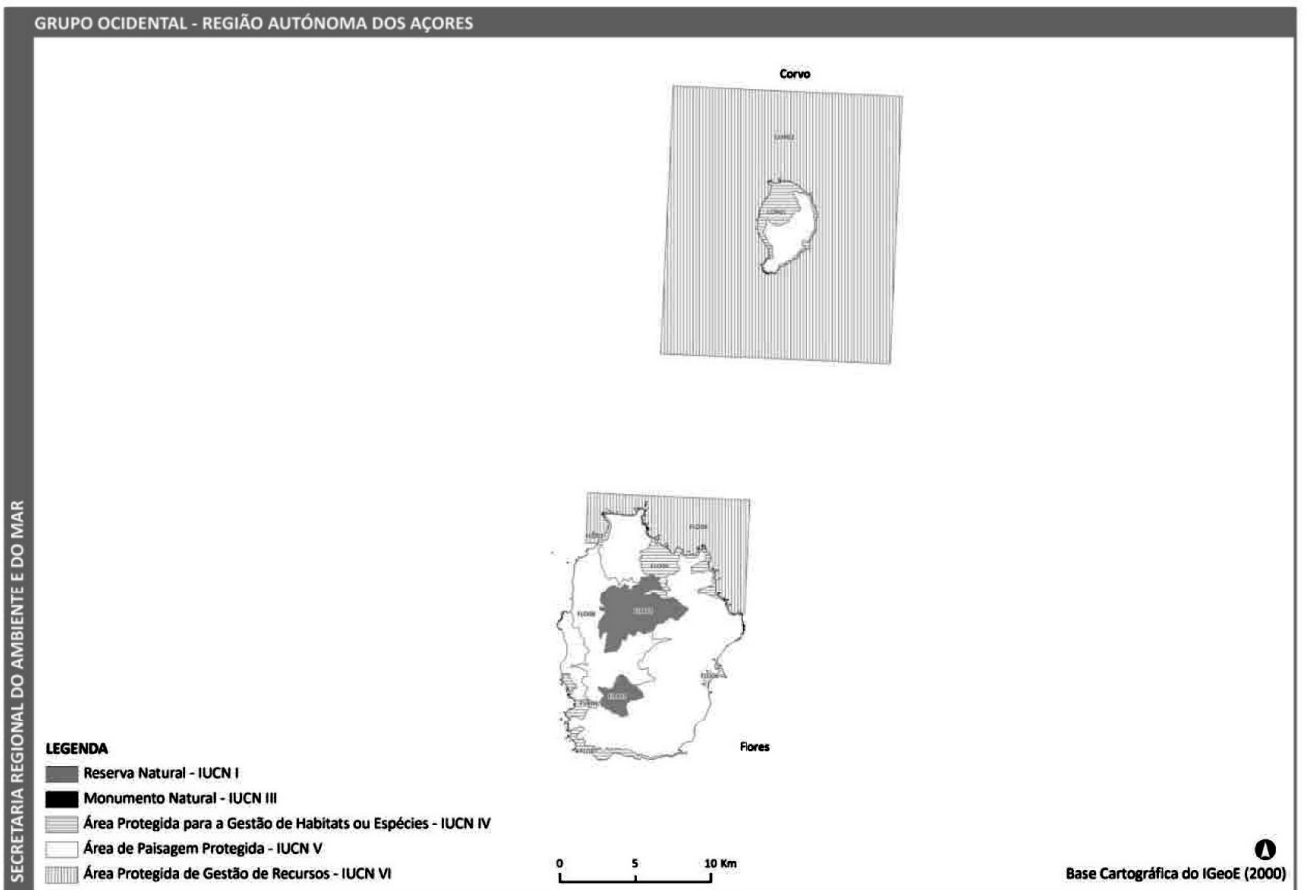 GRUPO OCIDENTAL - REGIÃO AUTÓNOMA DOS AÇORES
SECRETARIA REGIONAL DO AMBIENTE E DO MAR
Corvo
Flores
LEGENDA
Reserva Natural - IUCN I
Monumento Natural - IUCN III
Área Protegida para a Gestão de Habitats ou Espécies - IUCN IV
Área de Paisagem Protegida - IUCN V
Área Protegida de Gestão de Recursos - IUCN VI
0 5 10 Km
Base Cartográfica do IGeoE (2000)